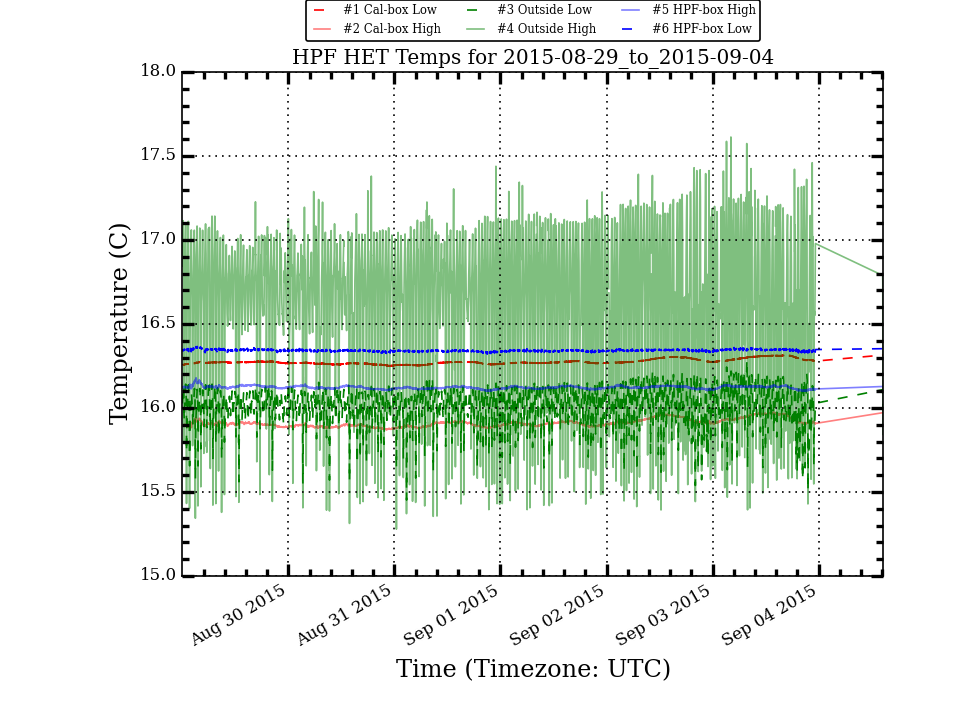 #1 Cal-box Low #3 Outside Low #5 HPF-box High
#2 Cal-box High #4 Outside High #6 HPF-box Low
HPF HET Temps for 2015-08-29_to_2015-09-04
18.0
17.5
17.0
16.5
16.0
15.5
15.0
Temperature (C)
Aug 30 2015 Aug 31 2015 Sep 01 2015 Sep 02 2015 Sep 03 2015 Sep 04 2015
Time (Timezone: UTC)